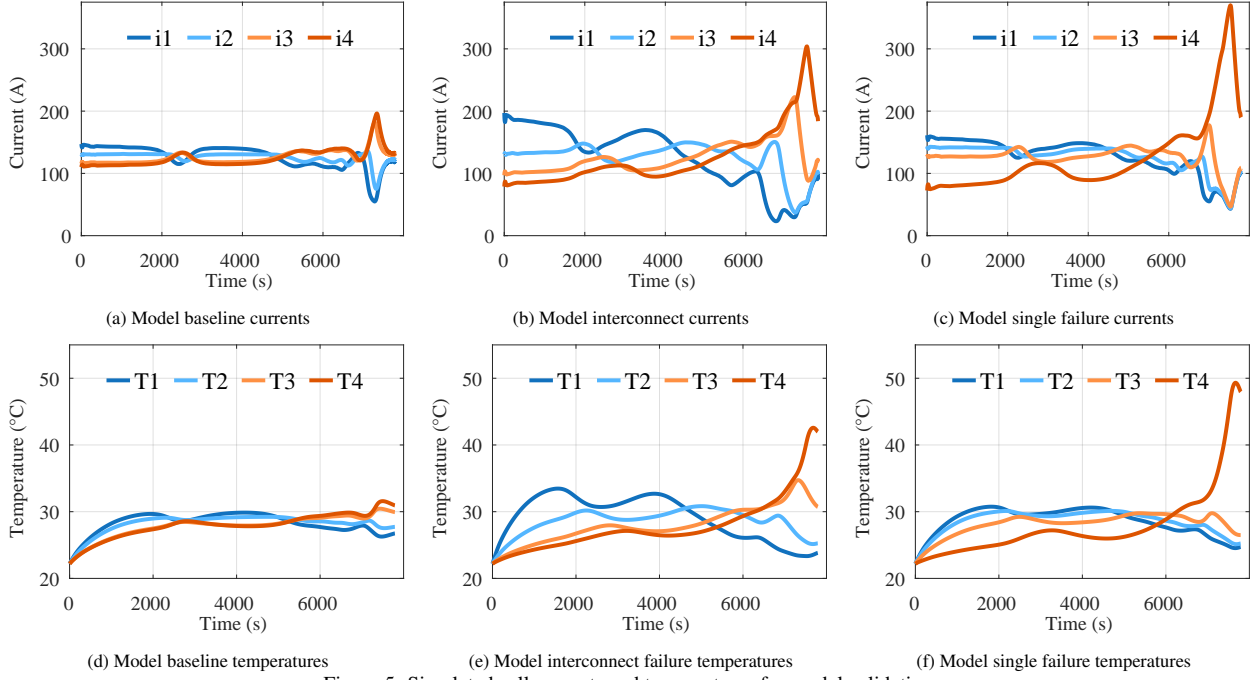 i1 i2 i3 i4
300
200
100
0
Current (A)
0 2000 4000 6000
Time (s)
(a) Model baseline currents
i1 i2 i3 i4
300
200
100
0
Current (A)
0 2000 4000 6000
Time (s)
(b) Model interconnect currents
i1 i2 i3 i4
300
200
100
0
Current (A)
0 2000 4000 6000
Time (s)
(c) Model single failure currents
T1 T2 T3 T4
50
40
30
20
Temperature (°C)
0 2000 4000 6000
Time (s)
(d) Model baseline temperatures
T1 T2 T3 T4
50
40
30
20
Temperature (°C)
0 2000 4000 6000
Time (s)
(e) Model interconnect failure temperatures
T1 T2 T3 T4
50
40
30
20
Temperature (°C)
0 2000 4000 6000
Time (s)
(f) Model single failure temperatures